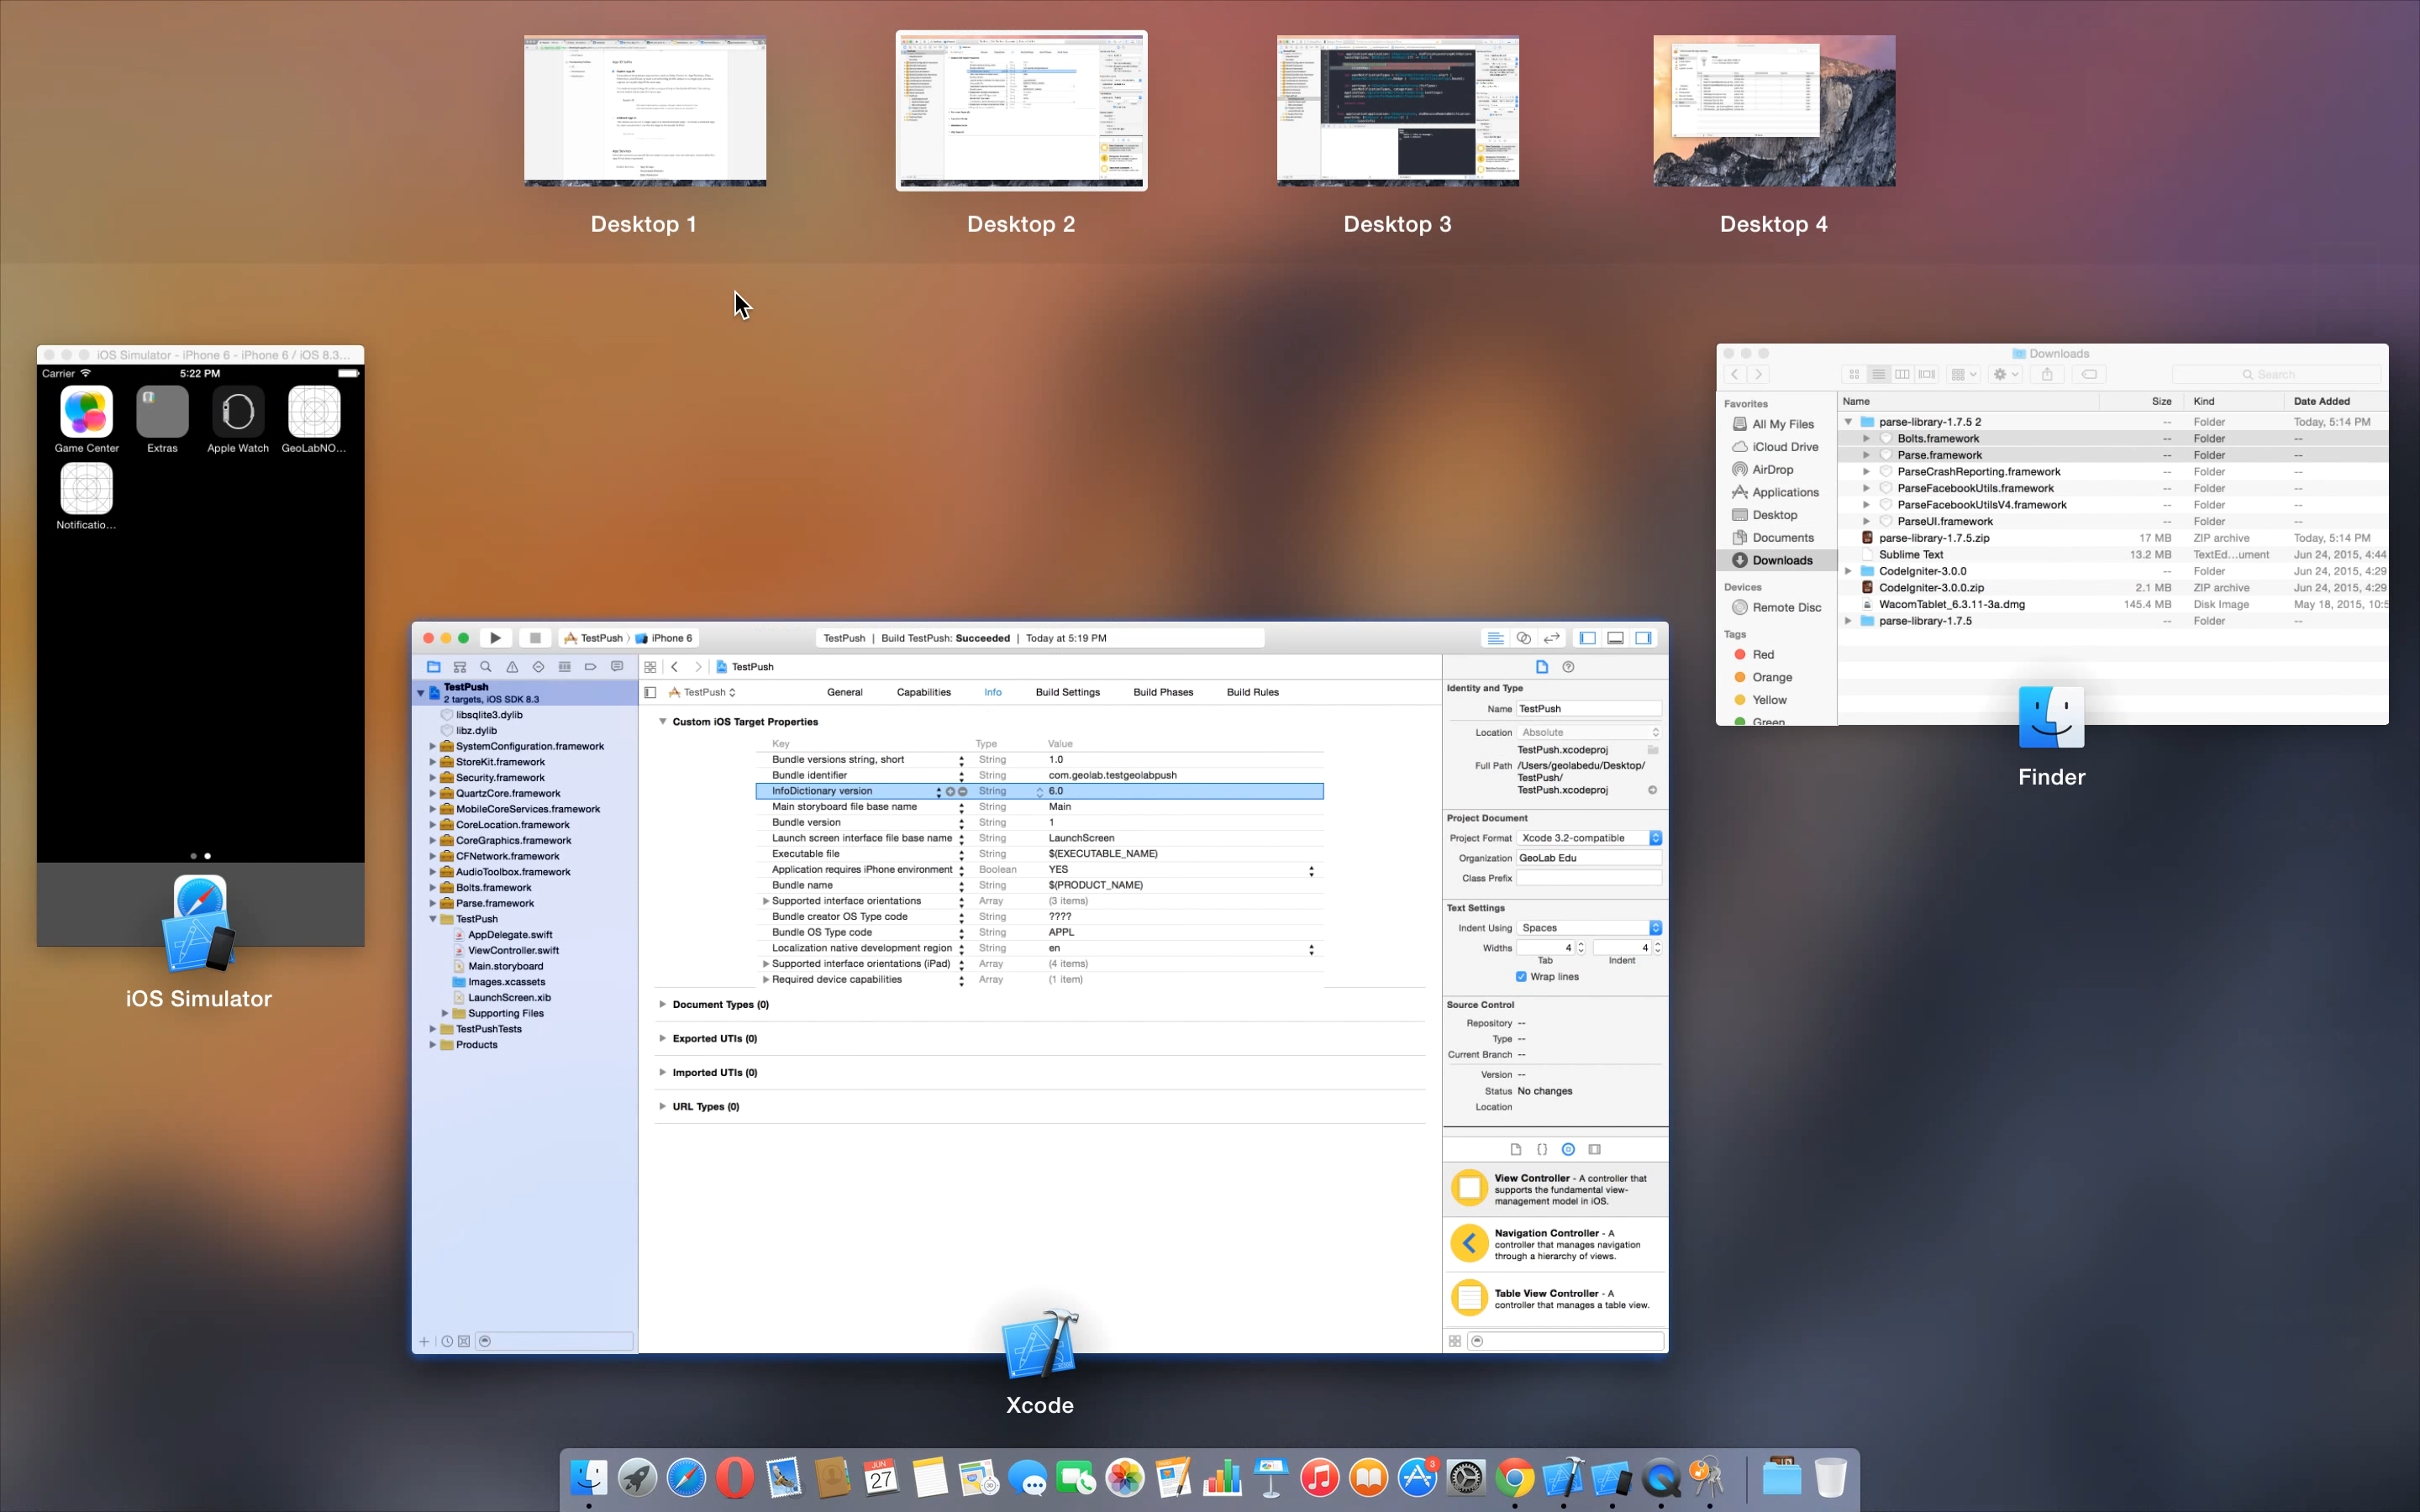 Desktop 1
Desktop 2
Desktop 3
Desktop 4
iOS Simulator - iPhone 6 - iPhone 6 / iOS 8.3...
Carrier
5:22 PM
Game Center
Extras
Apple Watch
GeoLabNO...
Notificatio...
iOS Simulator
Downloads
Search
Favorites
All My Files
iCloud Drive
AirDrop
Applications
Desktop
Documents
Downloads
Devices
Remote Disc
Tags
Red
Orange
Yellow
Green
Name Size Kind Date Added
parse-library-1.7.5 2 -- Folder Today, 5:14 PM
Bolts.framework -- Folder --
Parse.framework -- Folder --
ParseCrashReporting.framework -- Folder --
ParseFacebookUtils.framework -- Folder --
ParseFacebookUtilsV4.framework -- Folder --
ParseUI.framework -- Folder --
parse-library-1.7.5.zip 17 MB ZIP archive Today, 5:14 PM
Sublime Text 13.2 MB TextEd...ument Jun 24, 2015, 4:44
CodeIgniter-3.0.0 -- Folder Jun 24, 2015, 4:29
CodeIgniter-3.0.0.zip 2.1 MB ZIP archive Jun 24, 2015, 4:29
WacomTablet_6.3.11-3a.dmg 145.4 MB Disk Image May 18, 2015, 10:5
parse-library-1.7.5 -- Folder
Finder
TestPush iPhone 6
TestPush | Build TestPush: Succeeded | Today at 5:19 PM
TestPush
2 targets, iOS SDK 8.3
libsqlite3.dylib
libz.dylib
SystemConfiguration.framework
StoreKit.framework
Security.framework
QuartzCore.framework
MobileCoreServices.framework
CoreLocation.framework
CoreGraphics.framework
CFNetwork.framework
AudioToolbox.framework
Bolts.framework
Parse.framework
TestPush
AppDelegate.swift
ViewController.swift
Main.storyboard
Images.xcassets
LaunchScreen.xib
Supporting Files
TestPushTests
Products
TestPush
TestPush
General Capabilities Info Build Settings Build Phases Build Rules
Custom iOS Target Properties
Key Type Value
Bundle versions string, short String 1.0
Bundle identifier String com.geolab.testgeolabpush
InfoDictionary version String 6.0
Main storyboard file base name String Main
Bundle version String 1
Launch screen interface file base name String LaunchScreen
Executable file String $(EXECUTABLE_NAME)
Application requires iPhone environment Boolean YES
Bundle name String $(PRODUCT_NAME)
Supported interface orientations Array (3 items)
Bundle creator OS Type code String ????
Bundle OS Type code String APPL
Localization native development region String en
Supported interface orientations (iPad) Array (4 items)
Required device capabilities Array (1 item)
Document Types (0)
Exported UTIs (0)
Imported UTIs (0)
URL Types (0)
Identity and Type
Name TestPush
Location Absolute
TestPush.xcodeproj
Full Path /Users/geolabedu/Desktop/
TestPush/
TestPush.xcodeproj
Project Document
Project Format Xcode 3.2-compatible
Organization GeoLab Edu
Class Prefix
Text Settings
Indent Using Spaces
Widths 4 4
Tab Indent
Wrap lines
Source Control
Repository --
Type --
Current Branch --
Version --
Status No changes
Location
View Controller - A controller that
supports the fundamental view-
management model in iOS.
Navigation Controller - A
controller that manages navigation
through a hierarchy of views.
Table View Controller - A
controller that manages a table view.
Xcode
JUN
27
3